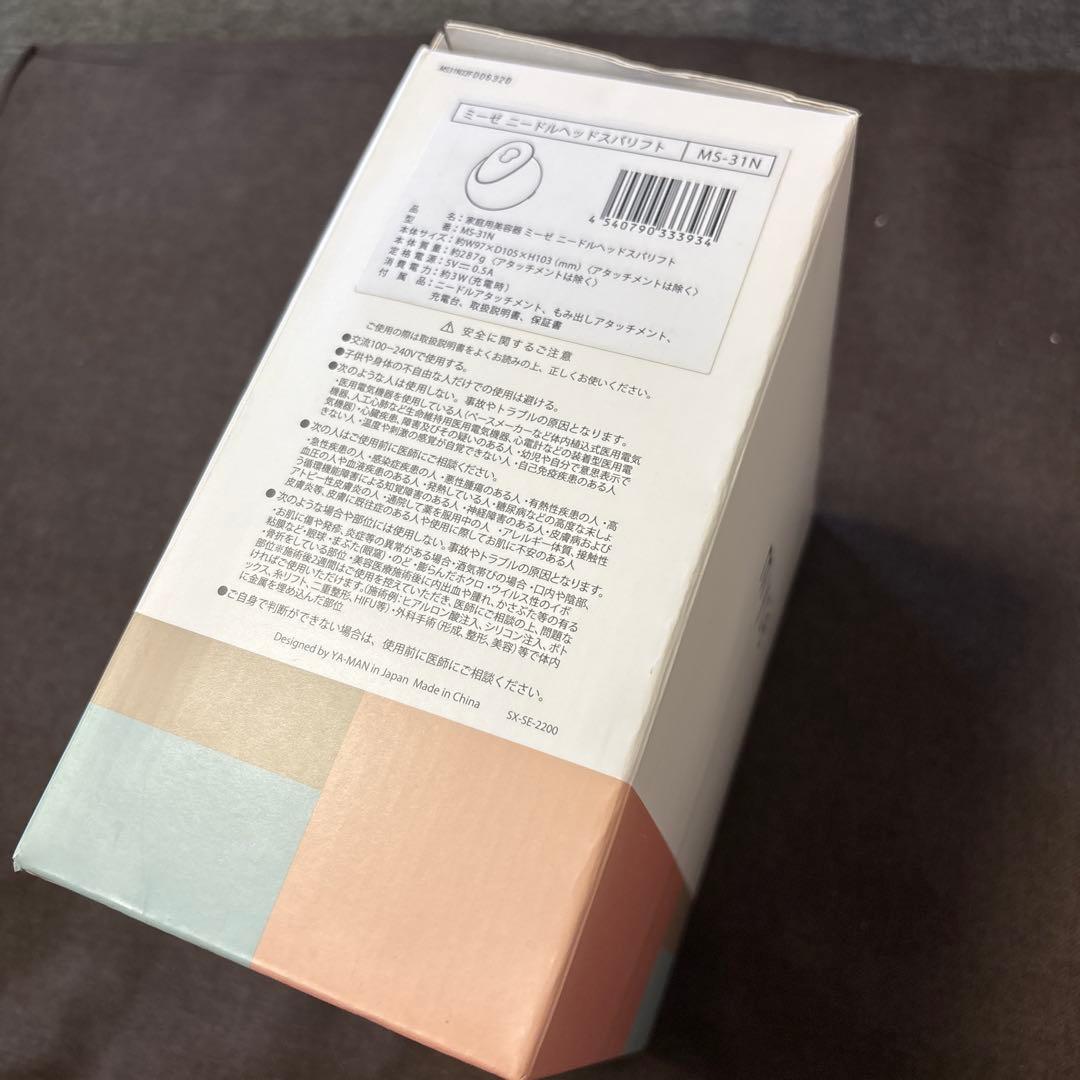 MS31N03F006320
ミーゼ ニードルヘッドスパリフト MS-31N
4 540790 333934
品 名：家庭用美容器 ミーゼ ニードルヘッドスパリフト
型 番：MS-31N
本体サイズ：約W97×D105×H103（mm）〈アタッチメントは除く〉
本体質量：約287g〈アタッチメントは除く〉
定格電源：5V⎓0.5A
消費電力：約3W（充電時）
付属品：ニードルアタッチメント、もみ出しアタッチメント、
充電台、取扱説明書、保証書
⚠ 安全に関するご注意
ご使用の際は取扱説明書をよくお読みの上、正しくお使いください。
●交流100−240Vで使用する。
●子供や身体の不自由な人だけでの使用は避ける。
●次のような人は使用しない。事故やトラブルの原因となります。
・医用電気機器を使用している人（ペースメーカーなど体内植込式医用電気
機器、人工心肺など生命維持用医用電気機器、心電計などの装着型医用電
気機器）・心臓疾患、障害及びその疑いのある人・幼児や自分で意思表示で
きない人・温度や刺激の感覚が自覚できない人・自己免疫疾患のある人
●次の人はご使用前に医師にご相談ください。
・急性疾患の人・感染症疾患の人・悪性腫瘍のある人・有熱性疾患の人・高
血圧の人や血液疾患のある人・発熱している人・糖尿病などの高度な末しょ
う循環機能障害による知覚障害のある人・神経障害のある人・皮膚病および
アトピー性皮膚炎の人・通院して薬を服用中の人・アレルギー体質、接触性
皮膚炎等、皮膚に既往症のある人や使用に際してお肌に不安のある人
●次のような場合や部位には使用しない。事故やトラブルの原因となります。
・お肌に傷や発疹、炎症等の異常がある場合・酒気帯びの場合・口内や陰部、
粘膜など・眼球・まぶた(眼窩)・のど・膨らんだホクロ・ウイルス性のイボ
・骨折をしている部位・美容医療施術後に内出血や腫れ、かさぶた等の有る
部位※施術後2週間はご使用を控えていただき、医師にご相談の上、問題な
ければご使用いただけます。（施術例:ヒアルロン酸注入、シリコン注入、ボト
ックス、糸リフト、二重整形、HIFU等）・外科手術（形成、整形、美容）等で体内
に金属を埋め込んだ部位
●ご自身で判断ができない場合は、使用前に医師にご相談ください。
Designed by YA-MAN in Japan Made in China
SX-SE-2200